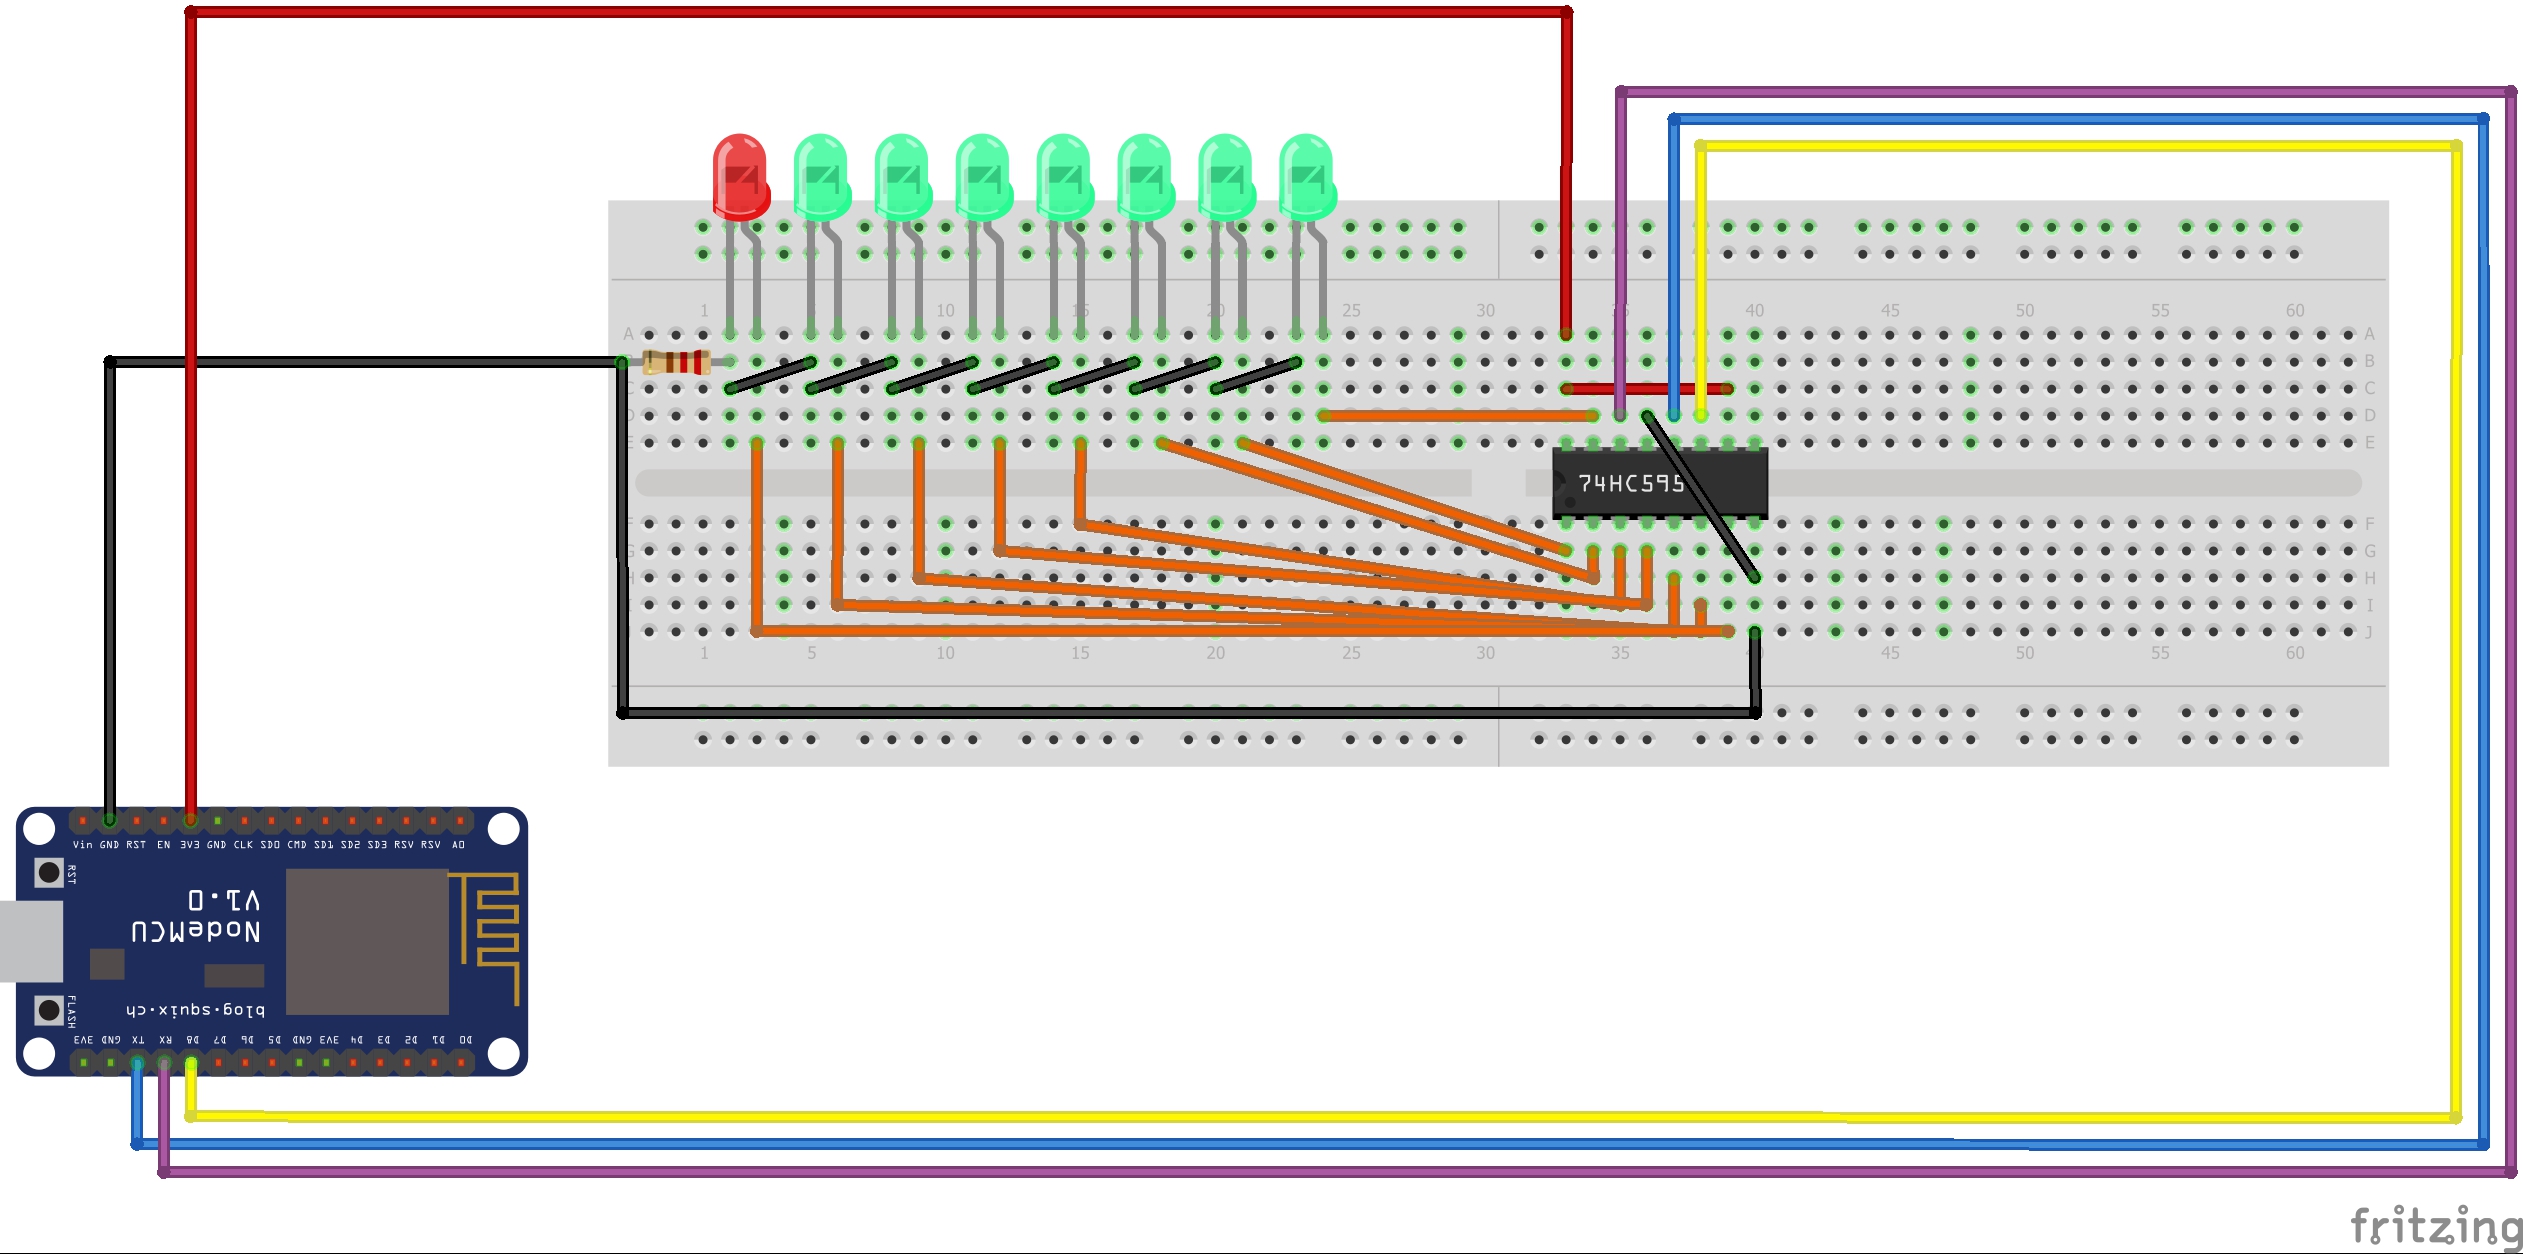 1 5 10 15 20 25 30 35 40 45 50 55 60
A A
B B
C C
D D
E E
74HC595
F F
G G
H H
I I
J
1 5 10 15 20 25 30 35 40 45 50 55 60
Vin GND RST EN 3V3 GND CLK SD0 CMD SD1 SD2 SD3 RSV RSV A0
RST
V1.0
NodeMCU
blog.squix.ch
FLASH
3V3 GND TX RX D8 D7 D6 D5 GND 3V3 D4 D3 D2 D1 D0
fritzing